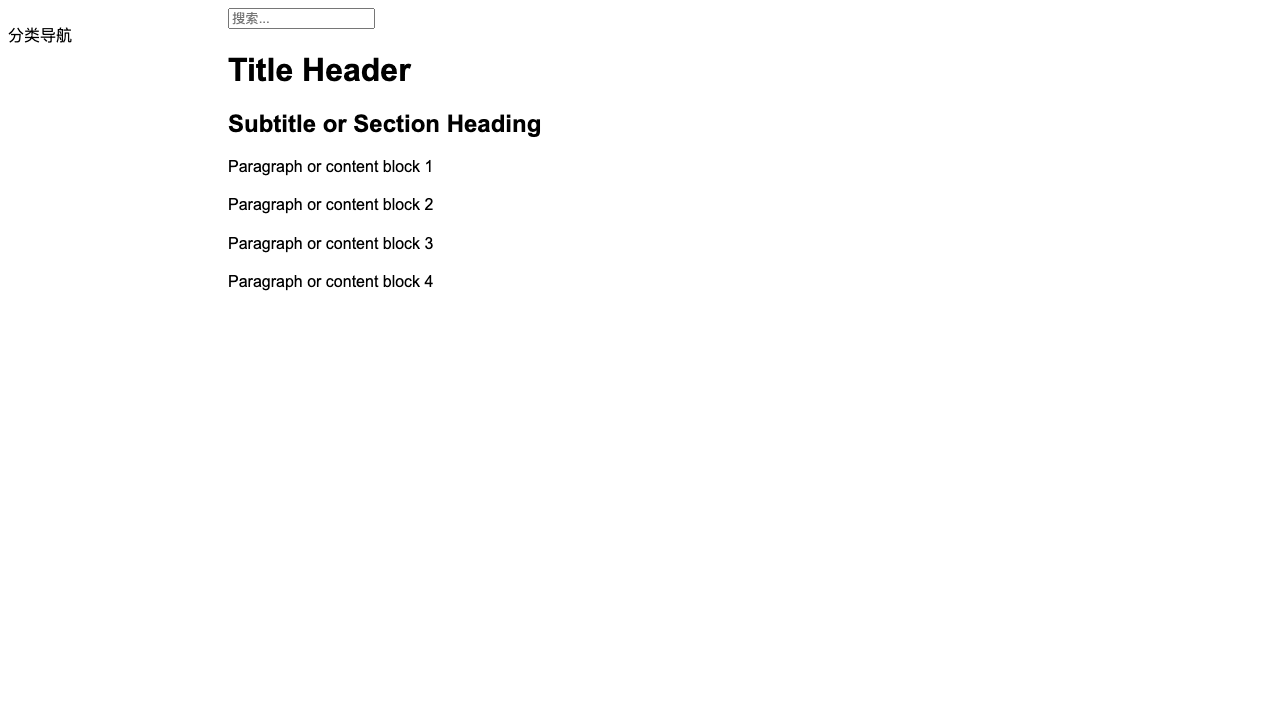 分类导航
搜索...
Title Header
Subtitle or Section Heading
Paragraph or content block 1
Paragraph or content block 2
Paragraph or content block 3
Paragraph or content block 4